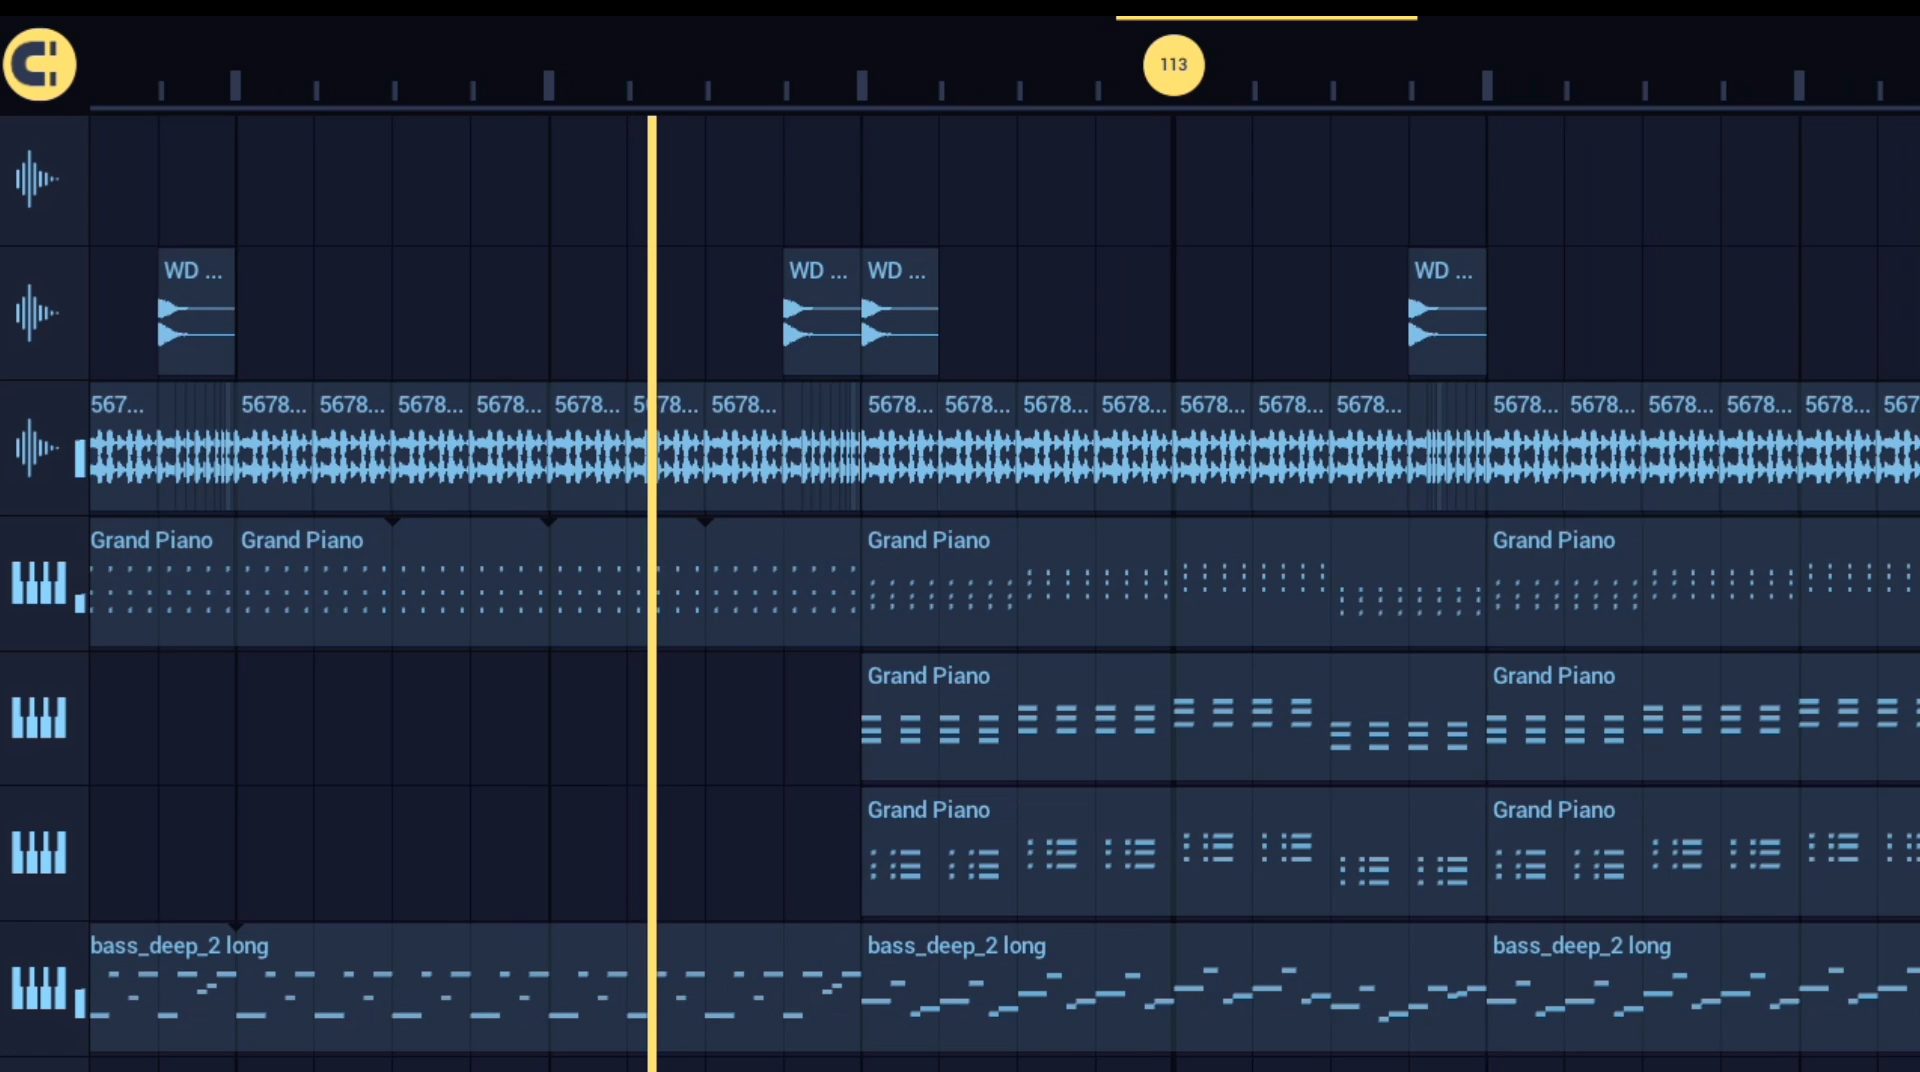 113
WD ... WD ... WD ... WD ...
567... 5678... 5678... 5678... 5678... 5678... 5678... 5678... 5678... 5678... 5678... 5678... 5678... 5678... 5678... 5678... 5678... 5678... 5678... 5678... 567
Grand Piano Grand Piano Grand Piano Grand Piano
Grand Piano Grand Piano
Grand Piano Grand Piano
bass_deep_2 long bass_deep_2 long bass_deep_2 long